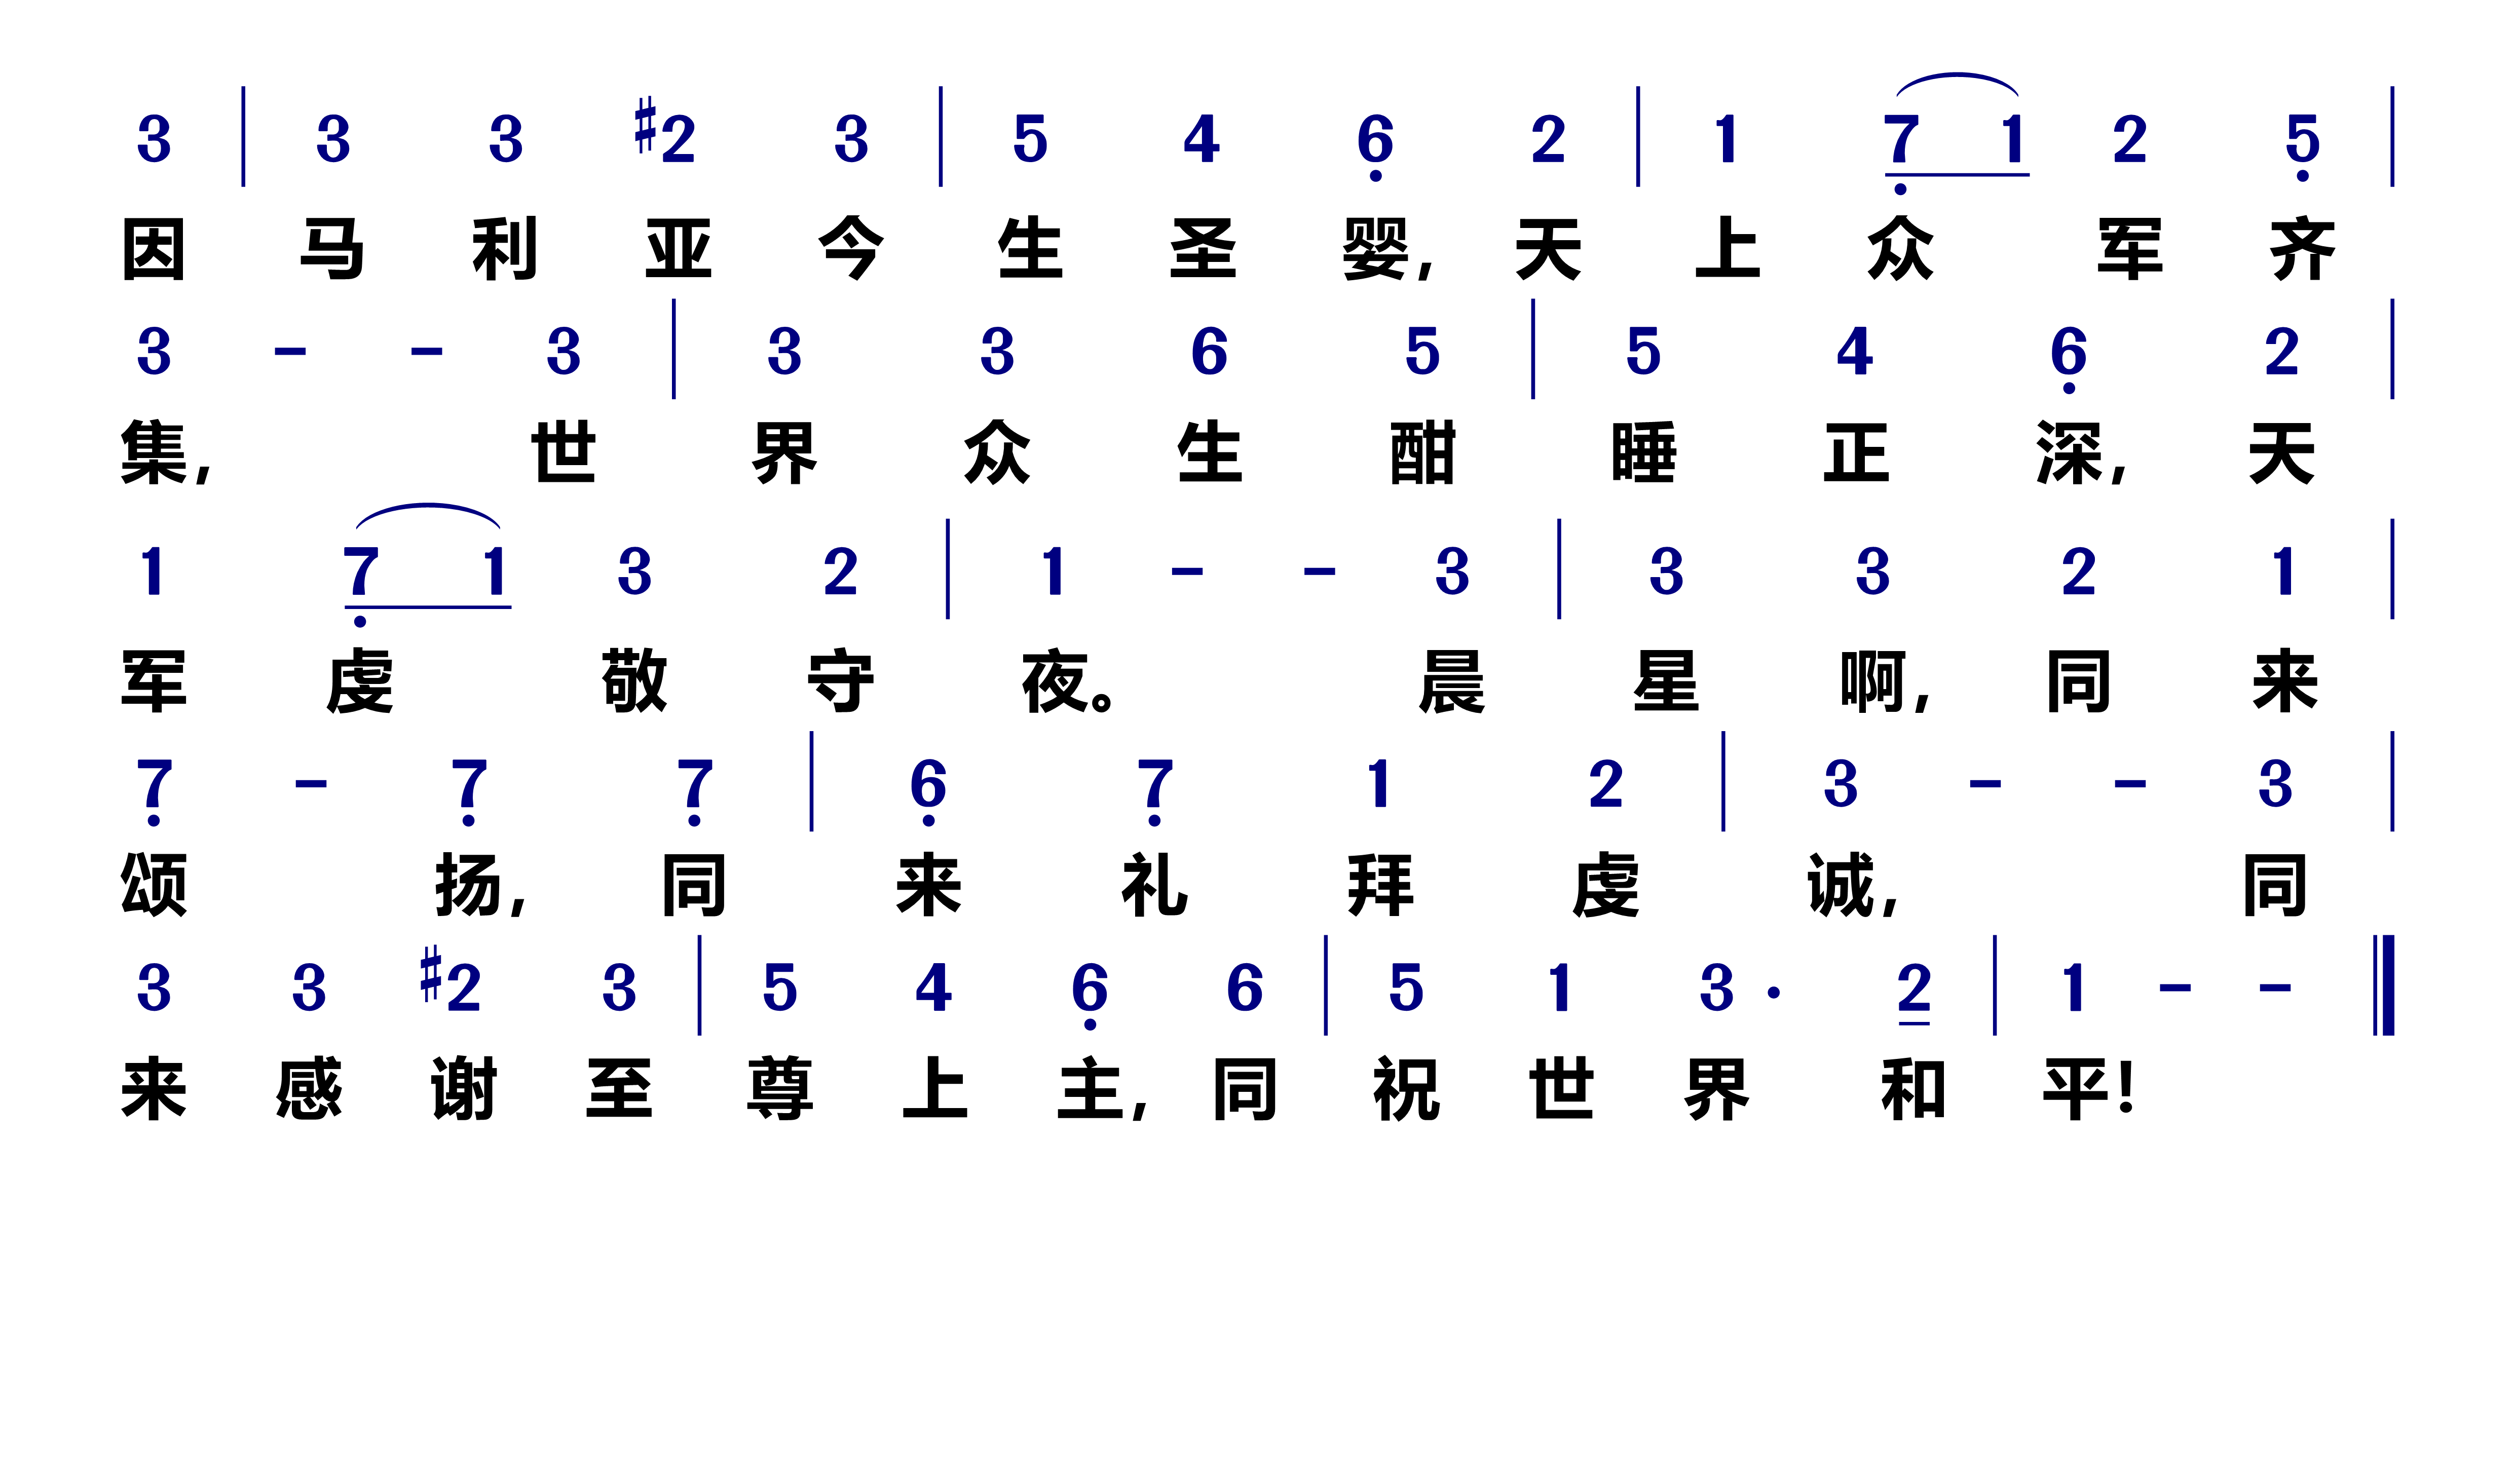 3 | 3 3 #2 3 | 5 4 6̣ 2 | 1 7̣ 1 2 5̣ |
因马利亚今生圣婴,天上众军齐
3 - - 3 | 3 3 6 5 | 5 4 6̣ 2 |
集,世界众生酣睡正深,天
1 7̣ 1 3 2 | 1 - - 3 | 3 3 2 1 |
军虔敬守夜。晨星啊,同来
7̣ - 7̣ 7̣ | 6̣ 7̣ 1 2 | 3 - - 3 |
颂扬,同来礼拜虔诚,同
3 3 #2 3 | 5 4 6̣ 6 | 5 1 3 · 2 | 1 - - ‖
来感谢至尊上主,同祝世界和平!